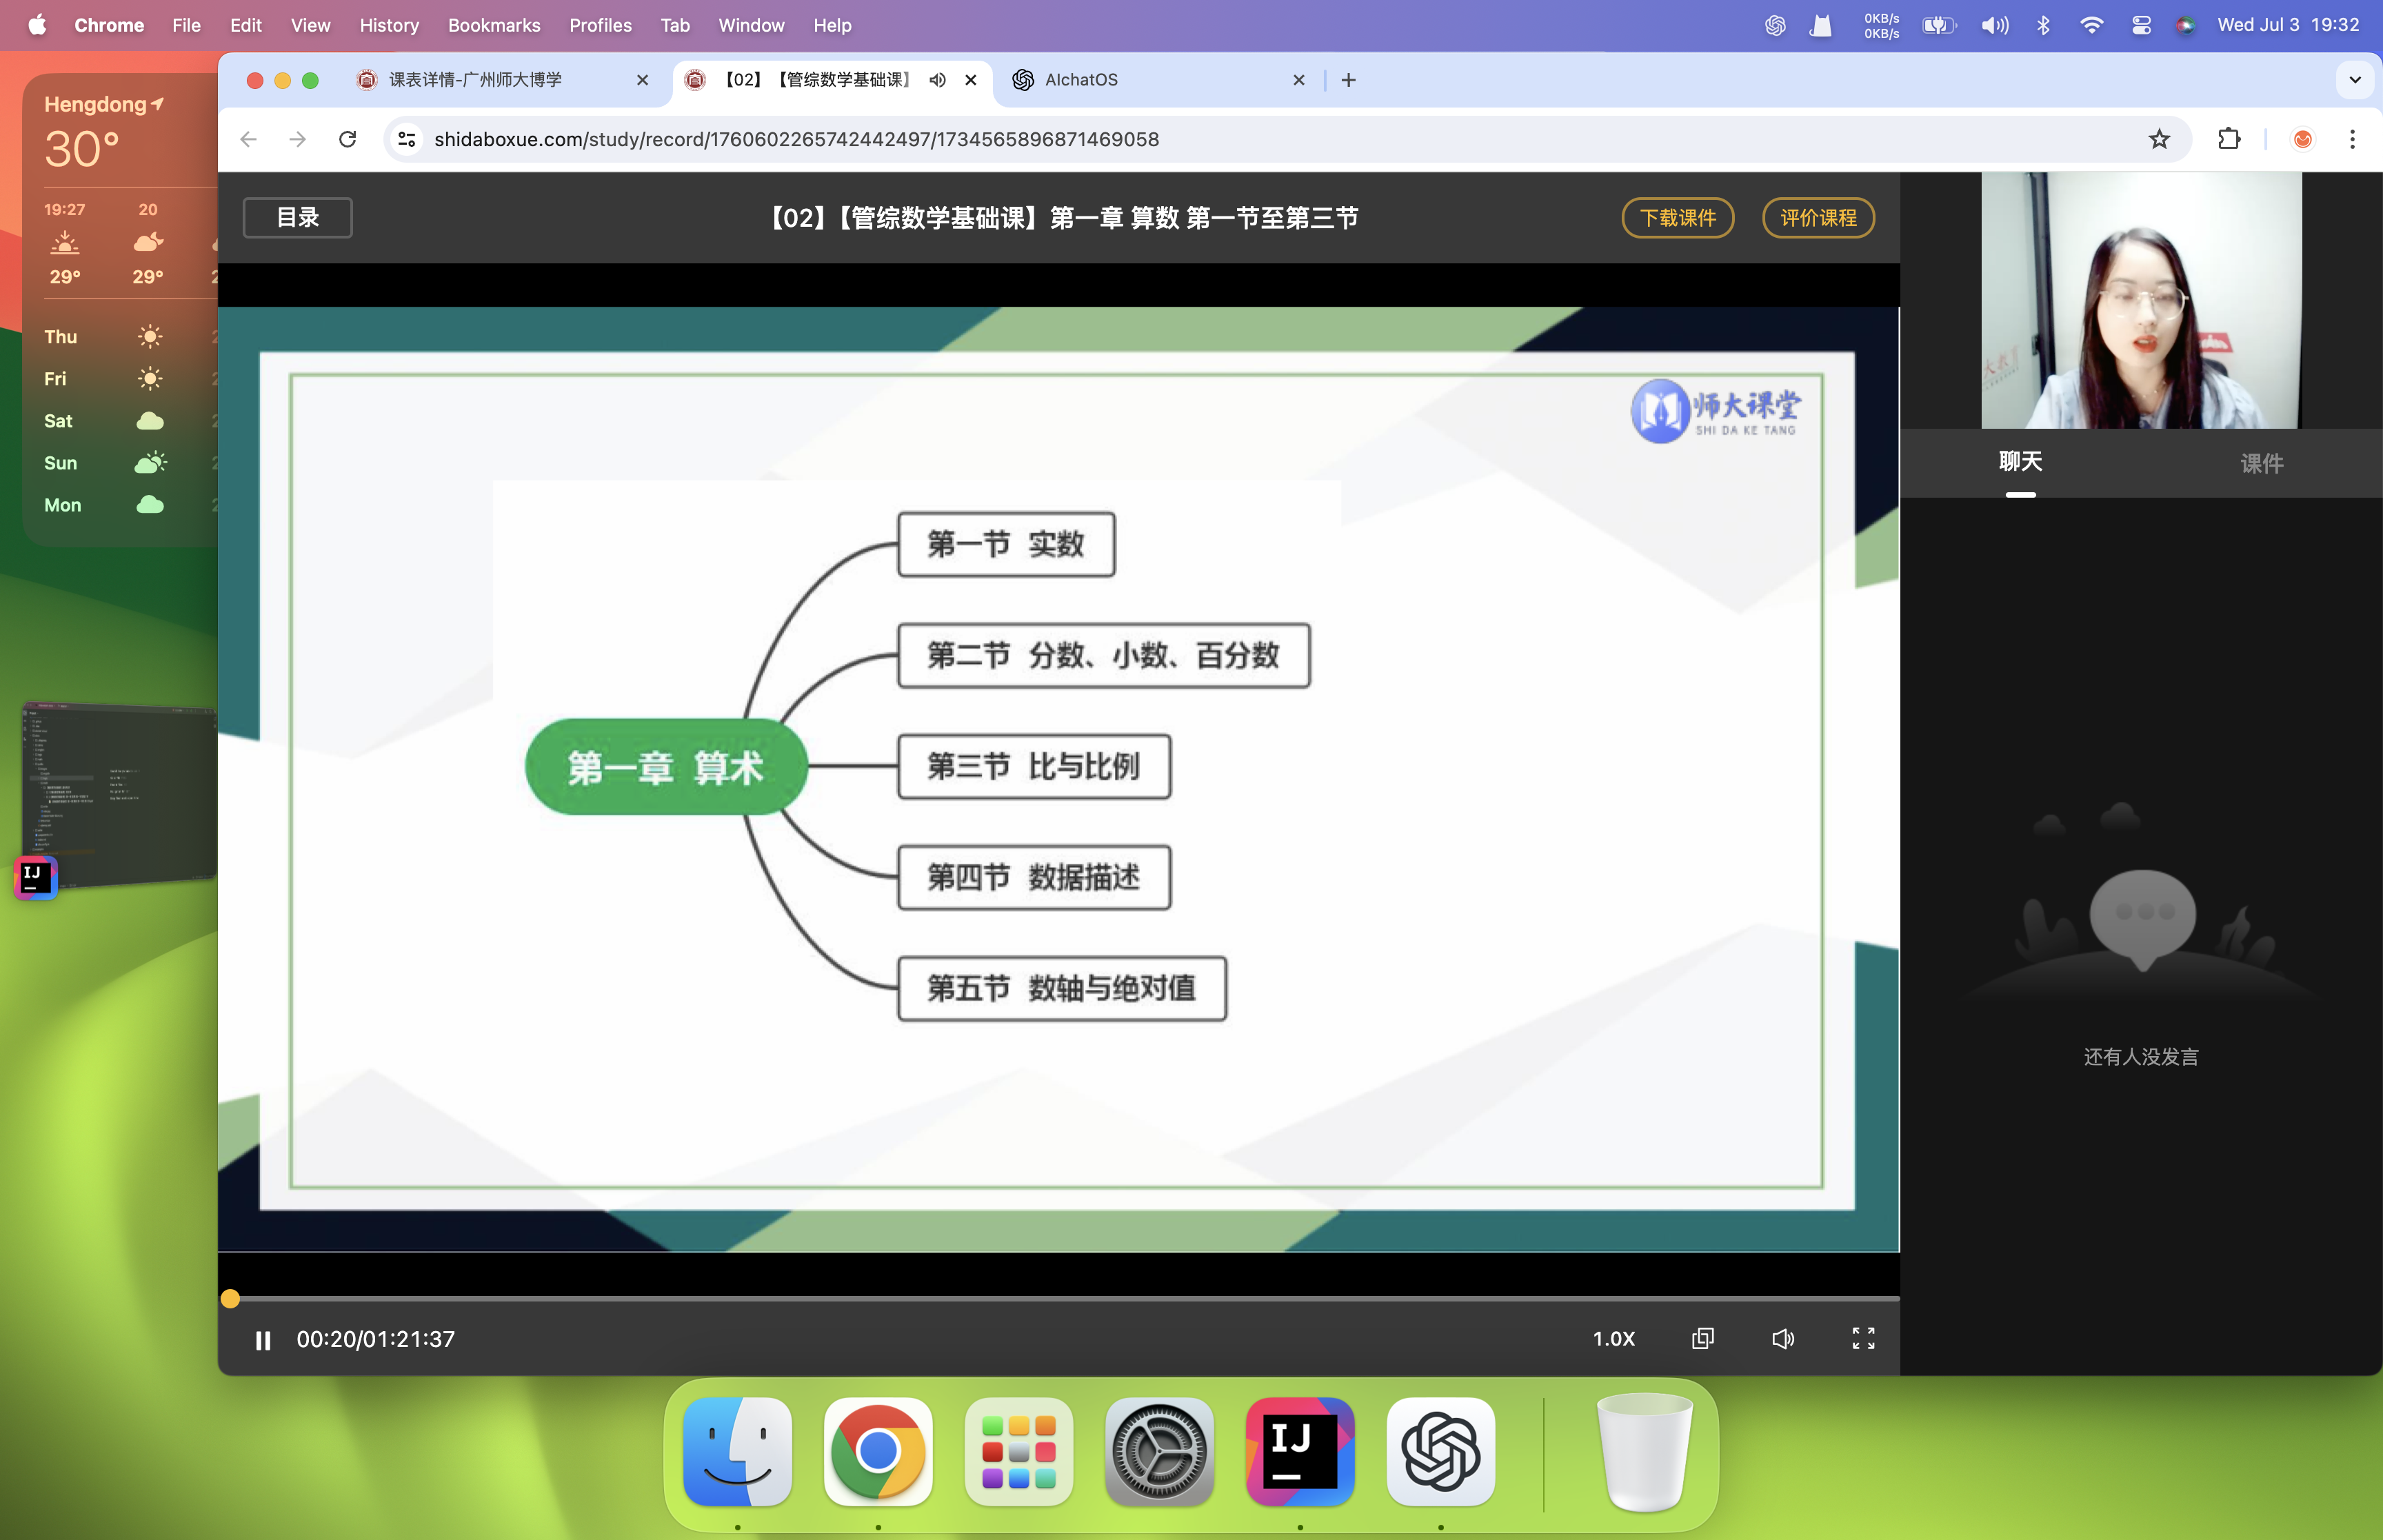 Chrome File Edit View History Bookmarks Profiles Tab Window Help
0KB/s
0KB/s
Wed Jul 3 19:32
Hengdong
30°
19:27 20
29° 29°
Thu
Fri
Sat
Sun
Mon
课表详情-广州师大博学
【02】【管综数学基础课】
AIchatOS
shidaboxue.com/study/record/1760602265742442497/1734565896871469058
目录
【02】【管综数学基础课】第一章 算数 第一节至第三节
下载课件
评价课程
师大课堂
SHI DA KE TANG
第一章 算术
第一节 实数
第二节 分数、小数、百分数
第三节 比与比例
第四节 数据描述
第五节 数轴与绝对值
聊天
课件
还有人没发言
00:20/01:21:37
1.0X
IJ
IJ